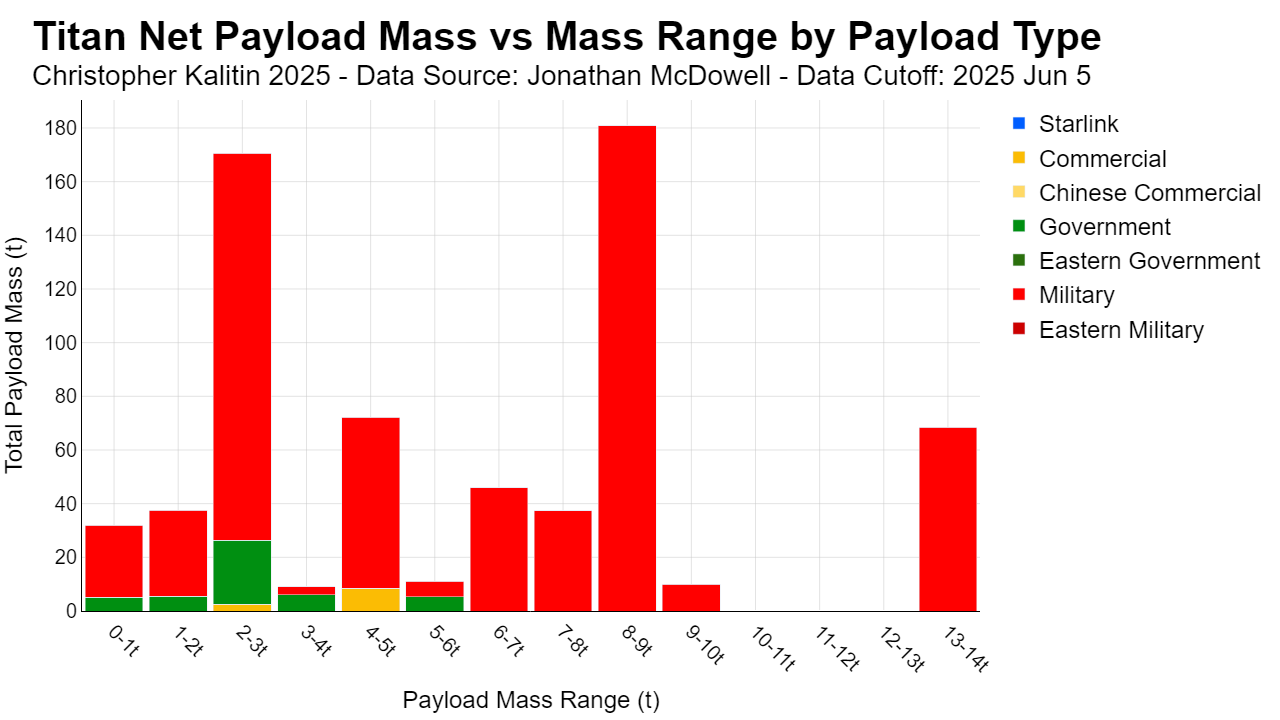 Titan Net Payload Mass vs Mass Range by Payload Type
Christopher Kalitin 2025 - Data Source: Jonathan McDowell - Data Cutoff: 2025 Jun 5
Total Payload Mass (t)
180
160
140
120
100
80
60
40
20
0
0-1t
1-2t
2-3t
3-4t
4-5t
5-6t
6-7t
7-8t
8-9t
9-10t
10-11t
11-12t
12-13t
13-14t
Payload Mass Range (t)
Starlink
Commercial
Chinese Commercial
Government
Eastern Government
Military
Eastern Military